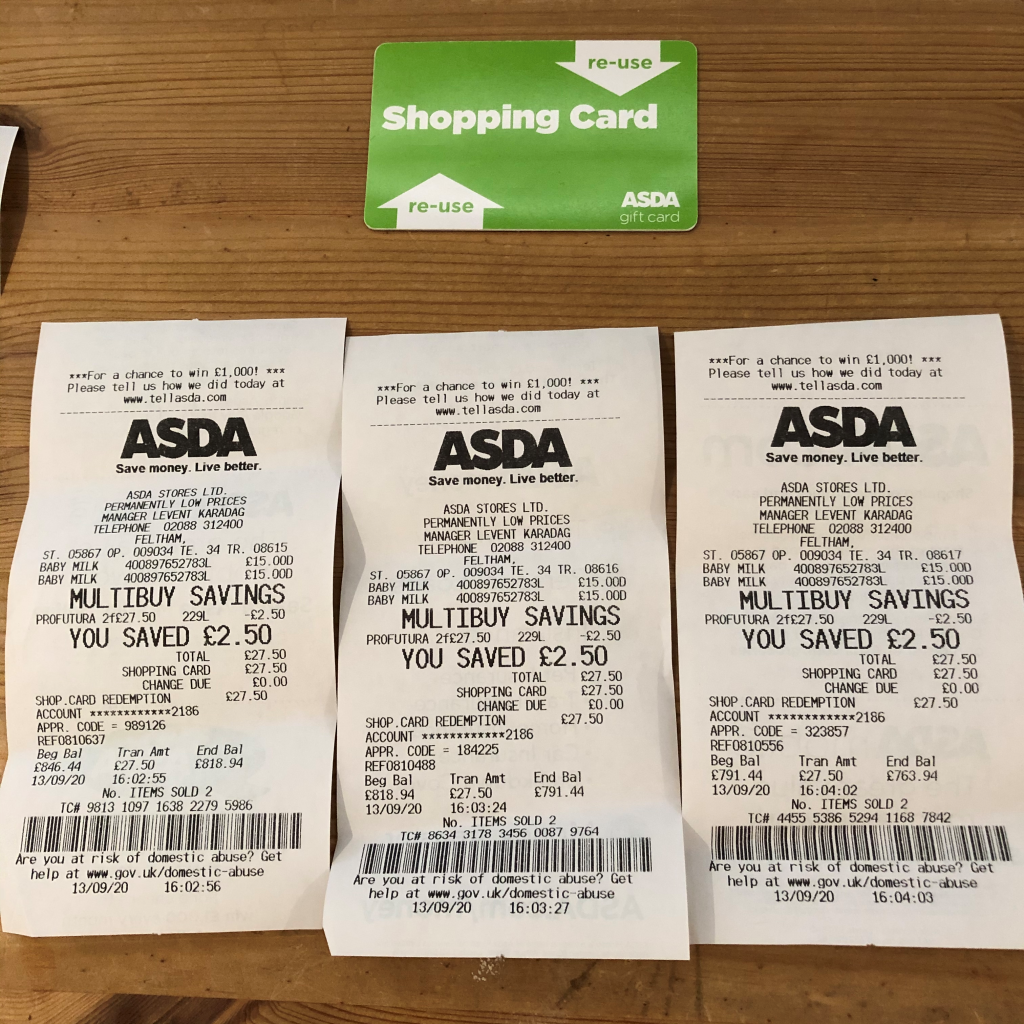 re-use
Shopping Card
re-use
ASDA
gift card
***For a chance to win £1,000! ***
Please tell us how we did today at
www.tellasda.com
ASDA
Save money. Live better.
ASDA STORES LTD.
PERMANENTLY LOW PRICES
MANAGER LEVENT KARADAG
TELEPHONE 02088 312400
FELTHAM,
ST. 05867 OP. 009034 TE. 34 TR. 08615
BABY MILK 400897652783L £15.00D
BABY MILK 400897652783L £15.00D
MULTIBUY SAVINGS
PROFUTURA 2f£27.50 229L -£2.50
YOU SAVED £2.50
TOTAL £27.50
SHOPPING CARD £27.50
CHANGE DUE £0.00
SHOP.CARD REDEMPTION £27.50
ACCOUNT ************2186
APPR. CODE = 989126
REF0810637
Beg Bal Tran Amt End Bal
£846.44 £27.50 £818.94
13/09/20 16:02:55
No. ITEMS SOLD 2
TC# 9813 1097 1638 2279 5986
Are you at risk of domestic abuse? Get
help at www.gov.uk/domestic-abuse
13/09/20 16:02:56
***For a chance to win £1,000! ***
Please tell us how we did today at
www.tellasda.com
ASDA
Save money. Live better.
ASDA STORES LTD.
PERMANENTLY LOW PRICES
MANAGER LEVENT KARADAG
TELEPHONE 02088 312400
FELTHAM,
ST. 05867 OP. 009034 TE. 34 TR. 08616
BABY MILK 400897652783L £15.00D
BABY MILK 400897652783L £15.00D
MULTIBUY SAVINGS
PROFUTURA 2f£27.50 229L -£2.50
YOU SAVED £2.50
TOTAL £27.50
SHOPPING CARD £27.50
CHANGE DUE £0.00
SHOP.CARD REDEMPTION £27.50
ACCOUNT ************2186
APPR. CODE = 184225
REF0810488
Beg Bal Tran Amt End Bal
£818.94 £27.50 £791.44
13/09/20 16:03:24
No. ITEMS SOLD 2
TC# 8634 3178 3456 0087 9764
Are you at risk of domestic abuse? Get
help at www.gov.uk/domestic-abuse
13/09/20 16:03:27
***For a chance to win £1,000! ***
Please tell us how we did today at
www.tellasda.com
ASDA
Save money. Live better.
ASDA STORES LTD.
PERMANENTLY LOW PRICES
MANAGER LEVENT KARADAG
TELEPHONE 02088 312400
FELTHAM,
ST. 05867 OP. 009034 TE. 34 TR. 08617
BABY MILK 400897652783L £15.00D
BABY MILK 400897652783L £15.00D
MULTIBUY SAVINGS
PROFUTURA 2f£27.50 229L -£2.50
YOU SAVED £2.50
TOTAL £27.50
SHOPPING CARD £27.50
CHANGE DUE £0.00
SHOP.CARD REDEMPTION £27.50
ACCOUNT ************2186
APPR. CODE = 323857
REF0810556
Beg Bal Tran Amt End Bal
£791.44 £27.50 £763.94
13/09/20 16:04:02
No. ITEMS SOLD 2
TC# 4455 5386 5294 1168 7842
Are you at risk of domestic abuse? Get
help at www.gov.uk/domestic-abuse
13/09/20 16:04:03